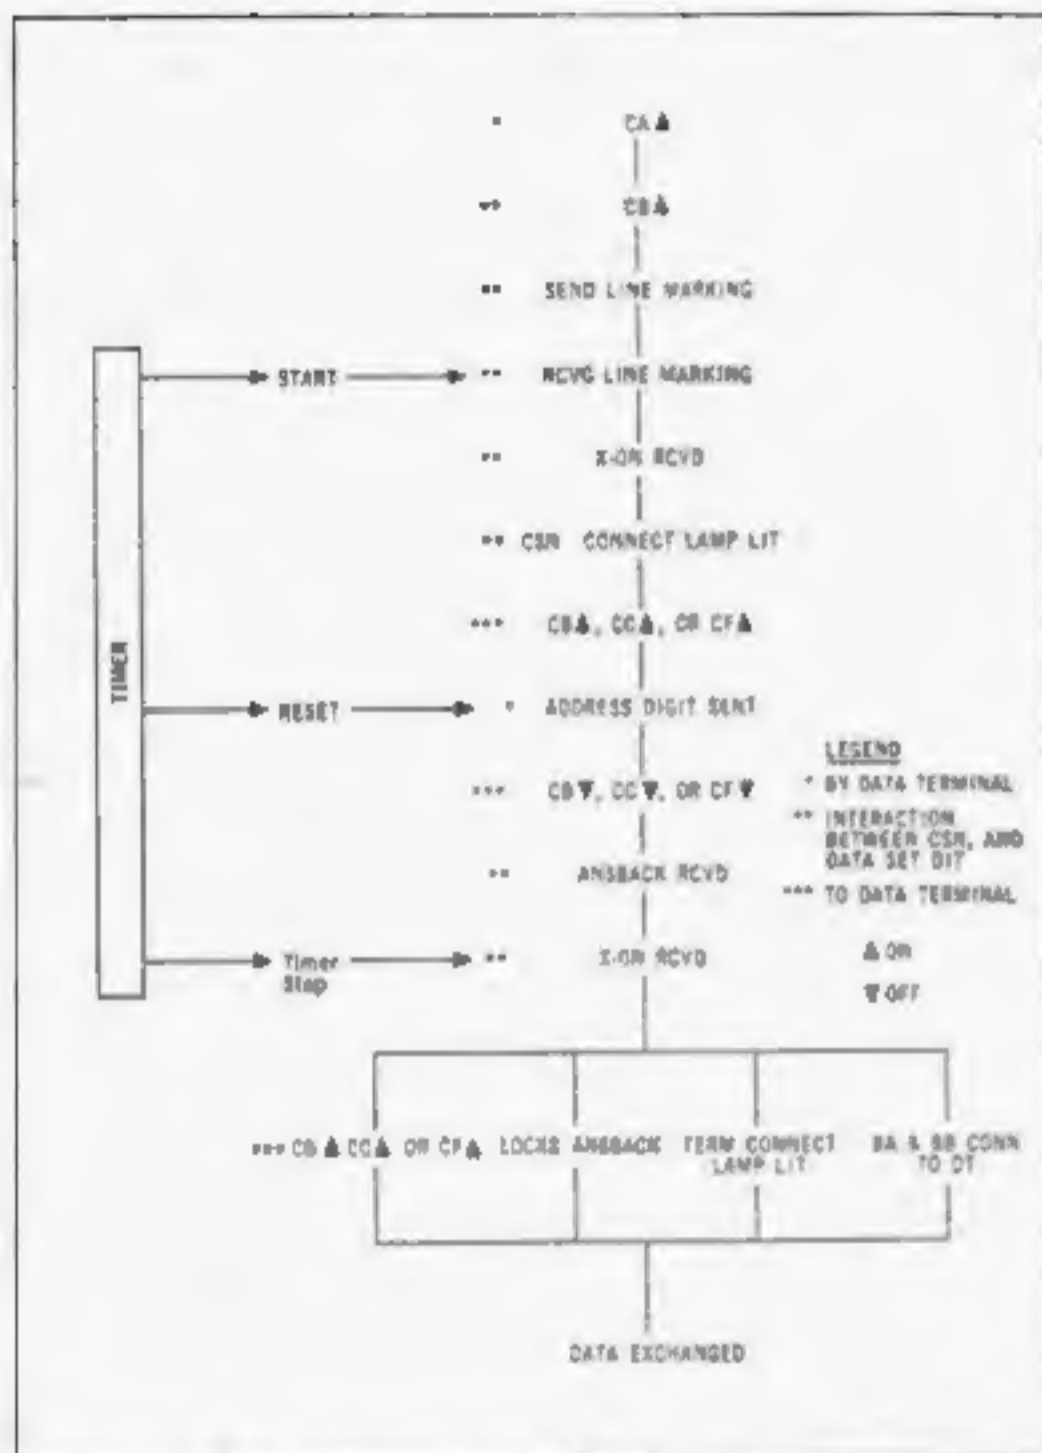 * CA ▲
** CB ▲
** SEND LINE MARKING
START ** RCVG LINE MARKING
** X-ON RCVD
** CSR CONNECT LAMP LIT
*** CB ▲, CC ▲, OR CF ▲
TIMER
RESET * ADDRESS DIGIT SENT
*** CB ▼, CC ▼, OR CF ▼
** ANSBACK RCVD
Timer Stop ** X-ON RCVD
LEGEND
* BY DATA TERMINAL
** INTERACTION
BETWEEN CSR, AND
DATA SET DIT
*** TO DATA TERMINAL
▲ ON
▼ OFF
*** CB ▲ CC ▲ OR CF ▲
LOCKS ANSBACK
TERM CONNECT
LAMP LIT
BA & BB CONN
TO DT
DATA EXCHANGED